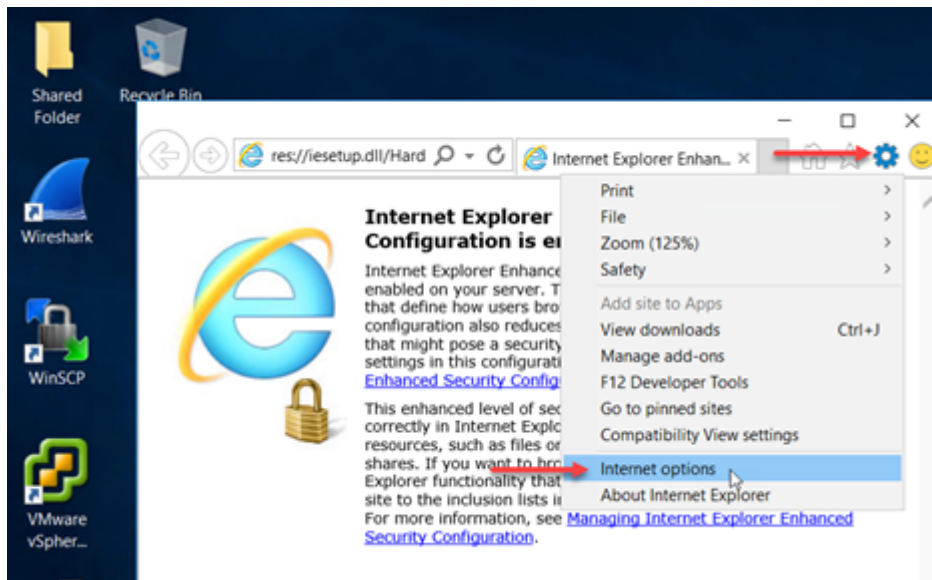 Shared
Folder
Recycle Bin
res://iesetup.dll/Hard
Internet Explorer Enhan...
Wireshark
WinSCP
VMware
vSpher...
Internet Explorer
Configuration is
Internet Explorer Enhance
enabled on your server. T
that define how users bro
configuration also reduces
that might pose a security
settings in this configurati
Enhanced Security Config
This enhanced level of sec
correctly in Internet Explo
resources, such as files or
shares. If you want to bro
Explorer functionality that
site to the inclusion lists i
For more information, see Managing Internet Explorer Enhanced
Security Configuration.
Print
File
Zoom (125%)
Safety
Add site to Apps
View downloads Ctrl+J
Manage add-ons
F12 Developer Tools
Go to pinned sites
Compatibility View settings
Internet options
About Internet Explorer